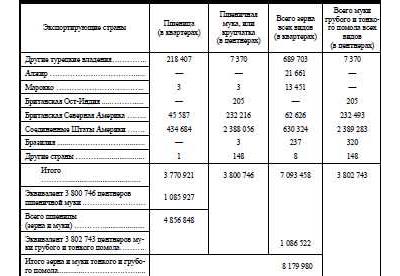 Экспортирующие страны
Пшеница
(в квартерах)
Пшеничная
мука, или
крупчатка
(в центнерах)
Всего зерна
всех видов
(в квартерах)
Всего муки
грубого и тонко-
го помола всех
видов
(в центнерах)
Другие турецкие владения 218 407 7 370 689 703 7 370
Алжир — — 21 661 —
Марокко 3 3 13 451 —
Британская Ост-Индия — 205 — 205
Британская Северная Америка 45 587 232 216 62 626 232 493
Соединенные Штаты Америки 434 684 2 388 056 630 324 2 389 283
Бразилия — 3 237 320
Другие страны 1 148 8 148
Итого
3 770 921 3 800 746 7 093 458 3 802 743
Эквивалент 3 800 746 центнеров
пшеничной муки 1 085 927
Всего пшеницы
(зерна и муки) 4 856 848
Эквивалент 3 802 743 центнеров му-
ки грубого и тонкого помола 1 086 522
Итого зерна и муки тонкого и грубо-
го помола 8 179 980